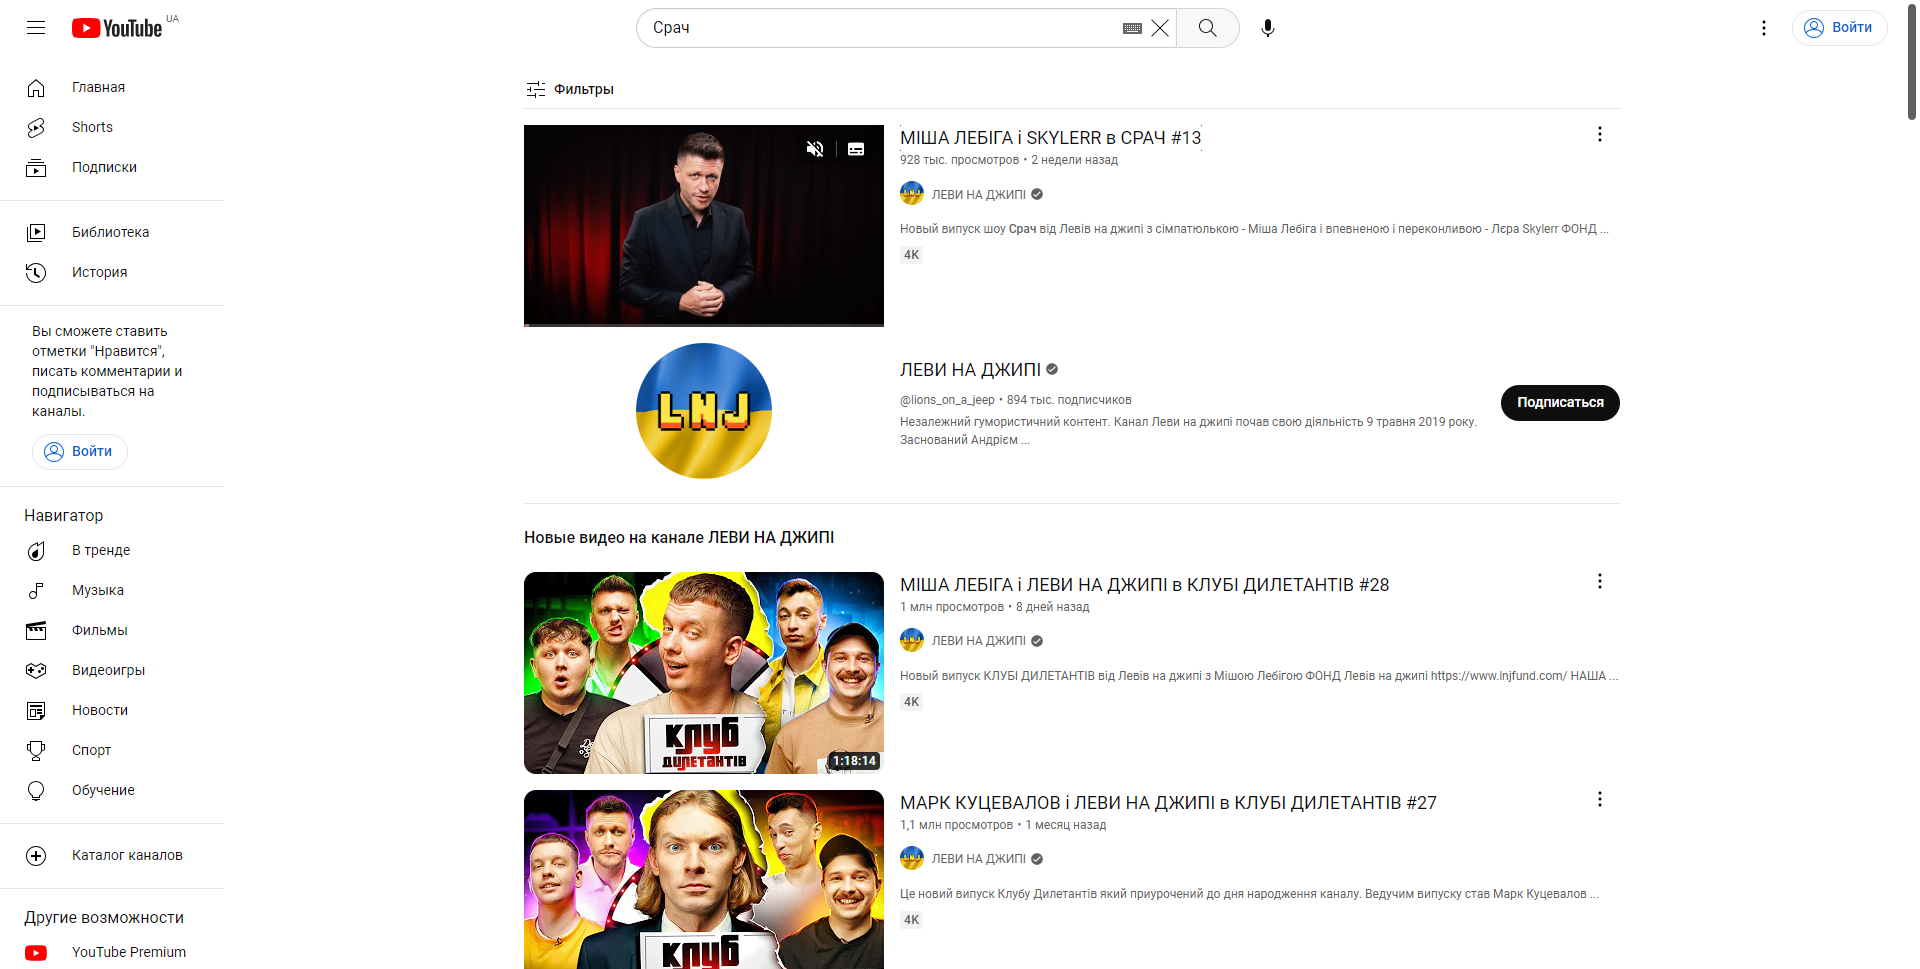 YouTube UA
Срач
Войти
Главная
Shorts
Подписки
Библиотека
История
Вы сможете ставить
отметки "Нравится",
писать комментарии и
подписываться на
каналы.
Войти
Навигатор
В тренде
Музыка
Фильмы
Видеоигры
Новости
Спорт
Обучение
Каталог каналов
Другие возможности
YouTube Premium
Фильтры
МІША ЛЕБІГА і SKYLERR в СРАЧ #13
928 тыс. просмотров • 2 недели назад
LNJ
ЛЕВИ НА ДЖИПІ
Новый випуск шоу Срач від Левів на джипі з сімпатюлькою - Міша Лебіга і впевненою і переконливою - Лєра Skylerr ФОНД ...
4K
LNJ
ЛЕВИ НА ДЖИПІ
@lions_on_a_jeep • 894 тыс. подписчиков
Незалежний гумористичний контент. Канал Леви на джипі почав свою діяльність 9 травня 2019 року.
Заснований Андрієм ...
Подписаться
Новые видео на канале ЛЕВИ НА ДЖИПІ
КЛУБ
ДИЛЕТАНТІВ
1:18:14
МІША ЛЕБІГА і ЛЕВИ НА ДЖИПІ в КЛУБІ ДИЛЕТАНТІВ #28
1 млн просмотров • 8 дней назад
LNJ
ЛЕВИ НА ДЖИПІ
Новый випуск КЛУБІ ДИЛЕТАНТІВ від Левів на джипі з Мішою Лебігою ФОНД Левів на джипі https://www.lnjfund.com/ НАША ...
4K
КЛУБ
МАРК КУЦЕВАЛОВ і ЛЕВИ НА ДЖИПІ в КЛУБІ ДИЛЕТАНТІВ #27
1,1 млн просмотров • 1 месяц назад
LNJ
ЛЕВИ НА ДЖИПІ
Це новий випуск Клубу Дилетантів який приурочений до дня народження каналу. Ведучим випуску став Марк Куцевалов ...
4K